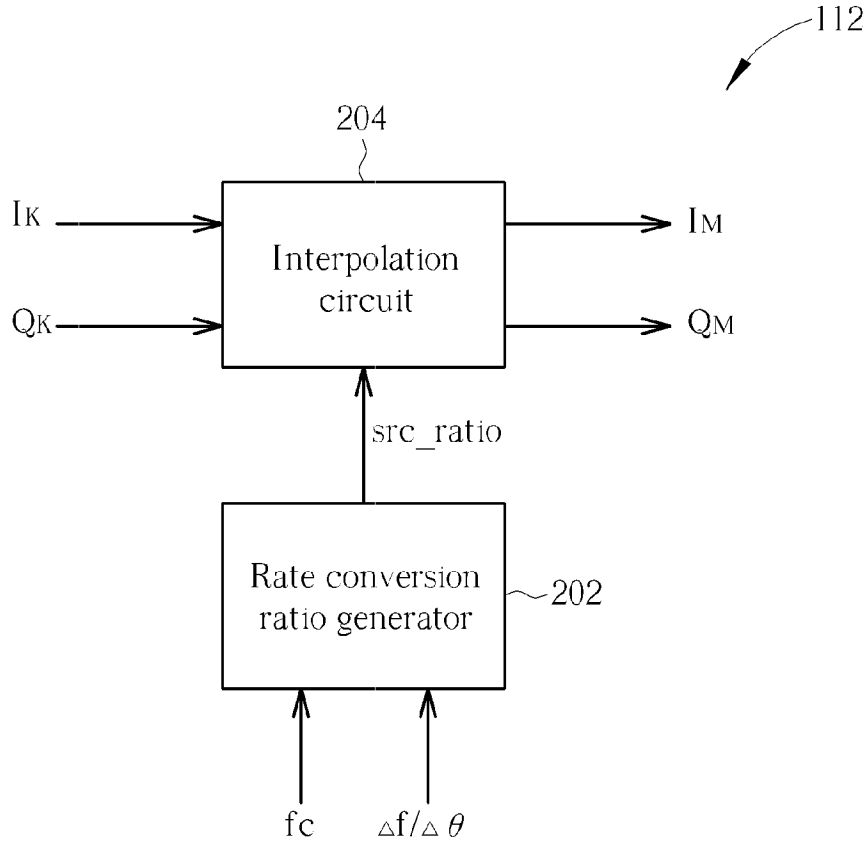 112
204
IK
IM
Interpolation
circuit
QK
QM
src_ratio
Rate conversion
ratio generator
202
fc
△f/△ θ